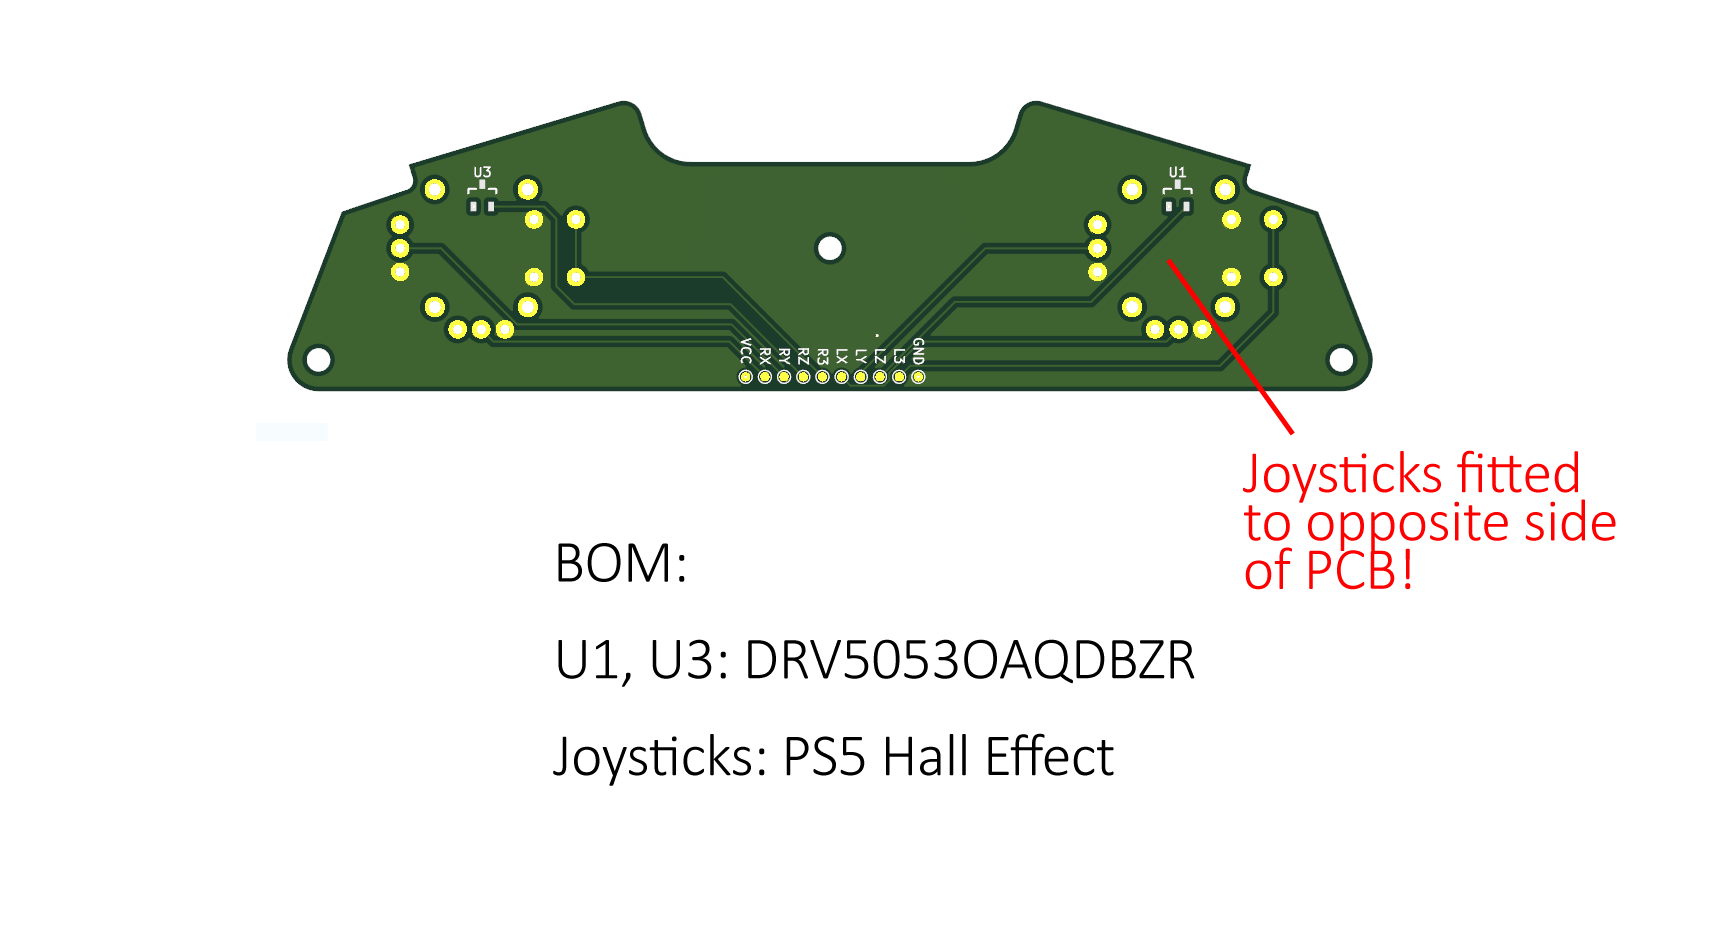 U3
U1
VCC
RX
RY
RZ
R3
LX
LY
LZ
L3
GND
Joysticks fitted
to opposite side
of PCB!
BOM:
U1, U3: DRV5053OAQDBZR
Joysticks: PS5 Hall Effect